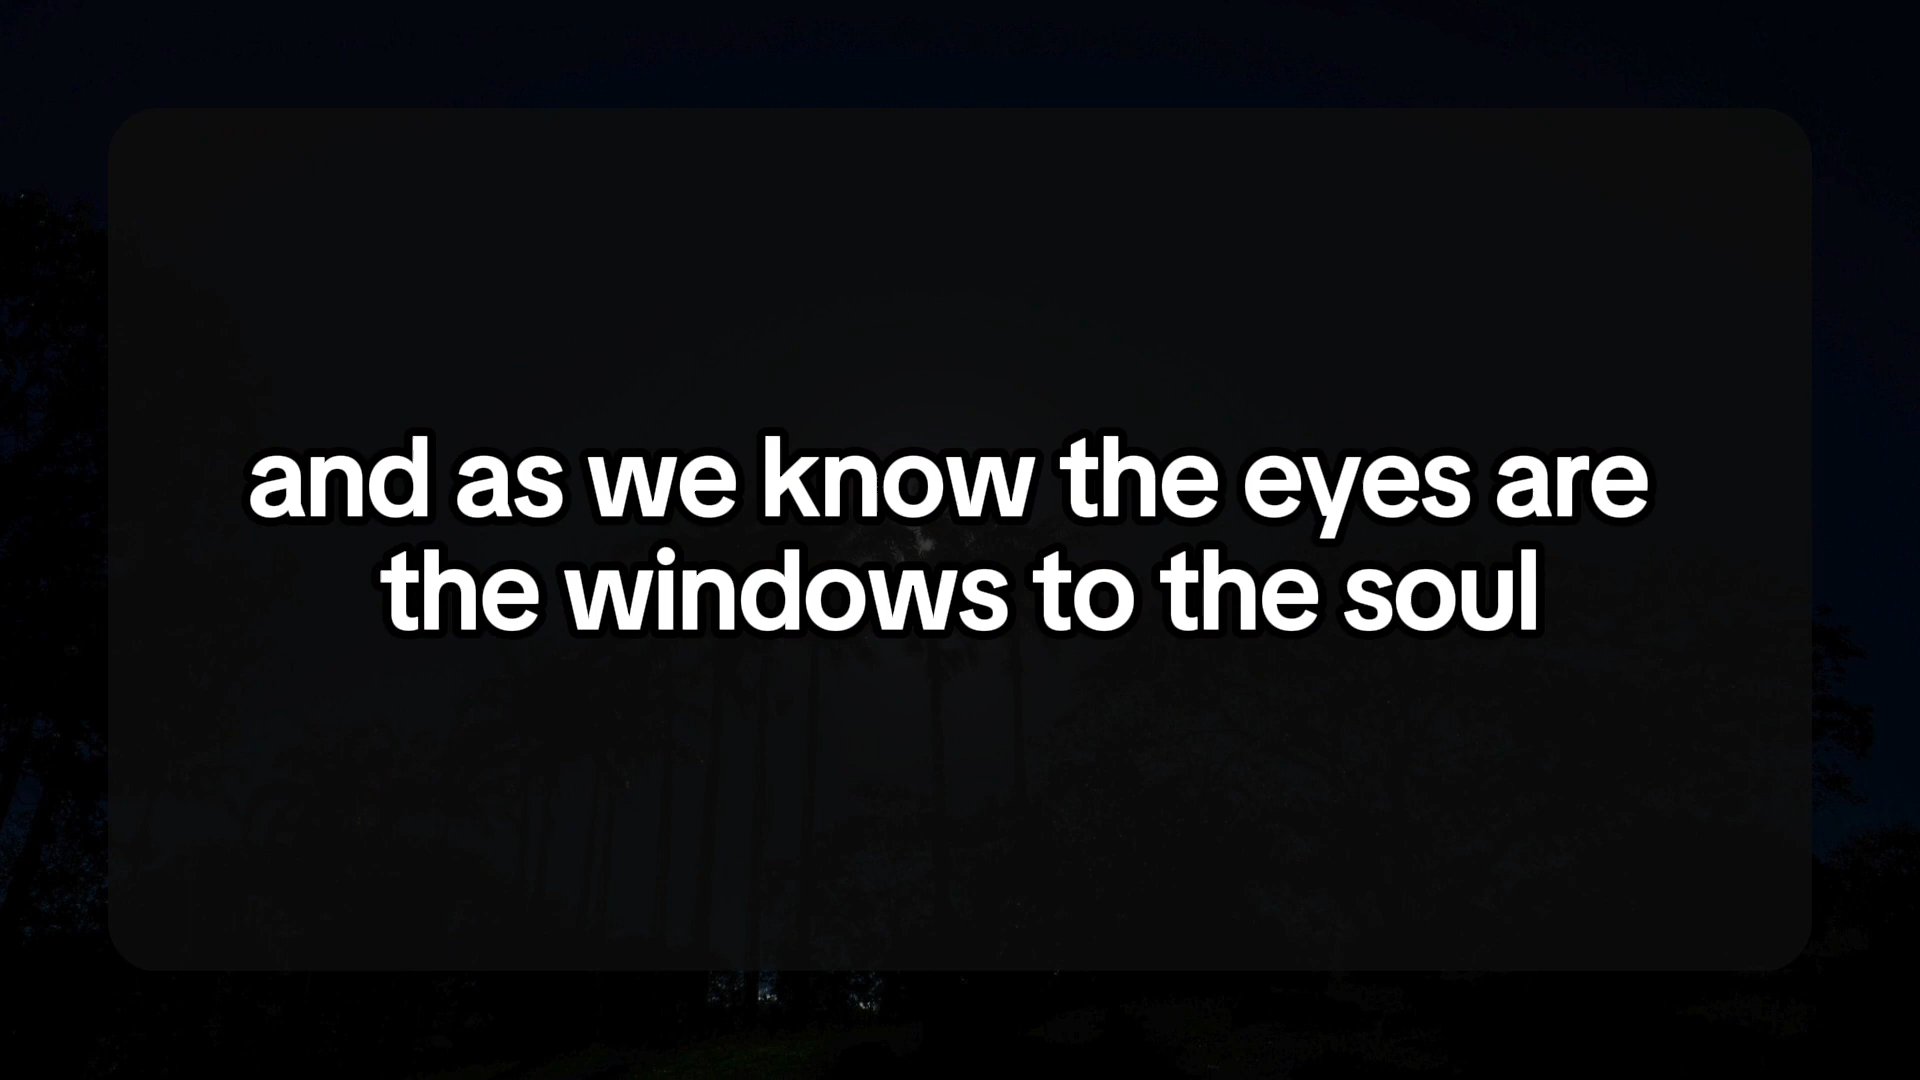 and as we know the eyes are
the windows to the soul